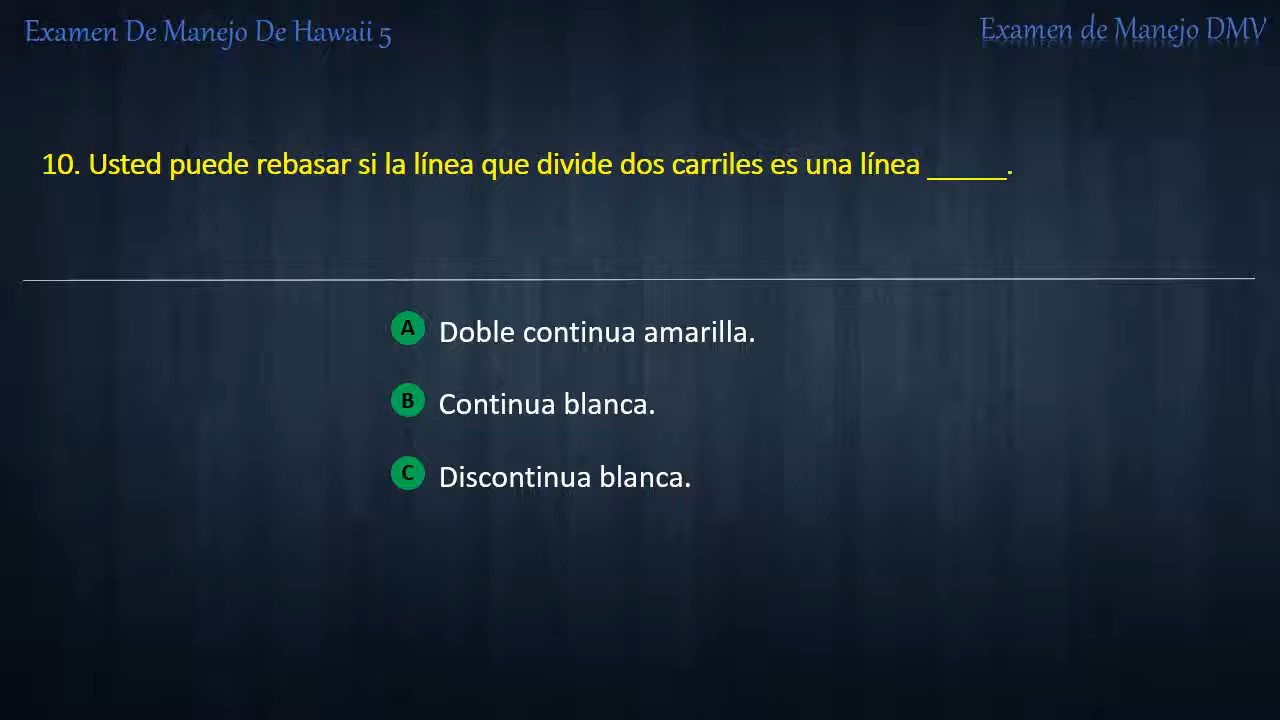 Examen De Manejo De Hawaii 5
Examen de Manejo DMV
10. Usted puede rebasar si la línea que divide dos carriles es una línea _____.
A Doble continua amarilla.
B Continua blanca.
C Discontinua blanca.